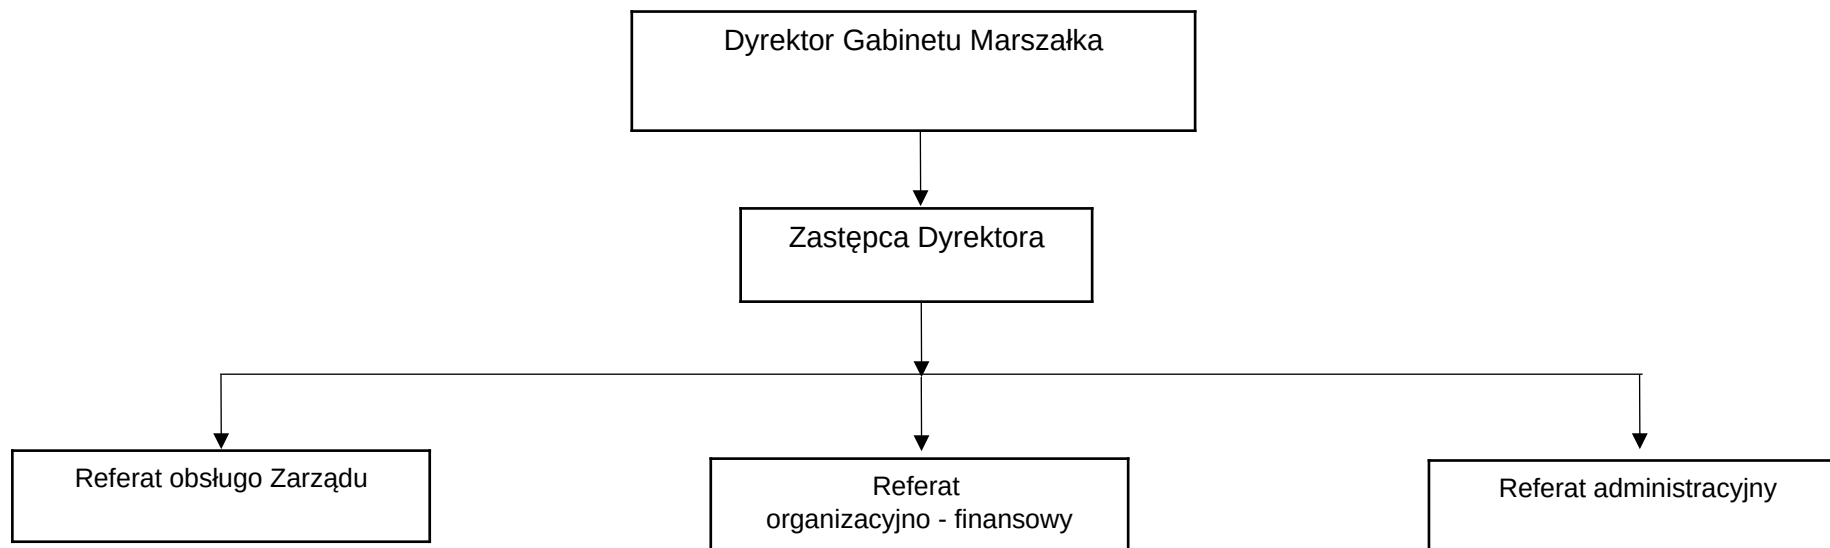 Dyrektor Gabinetu Marszałka
Zastępca Dyrektora
Referat obsługo Zarządu
Referat
organizacyjno - finansowy
Referat administracyjny